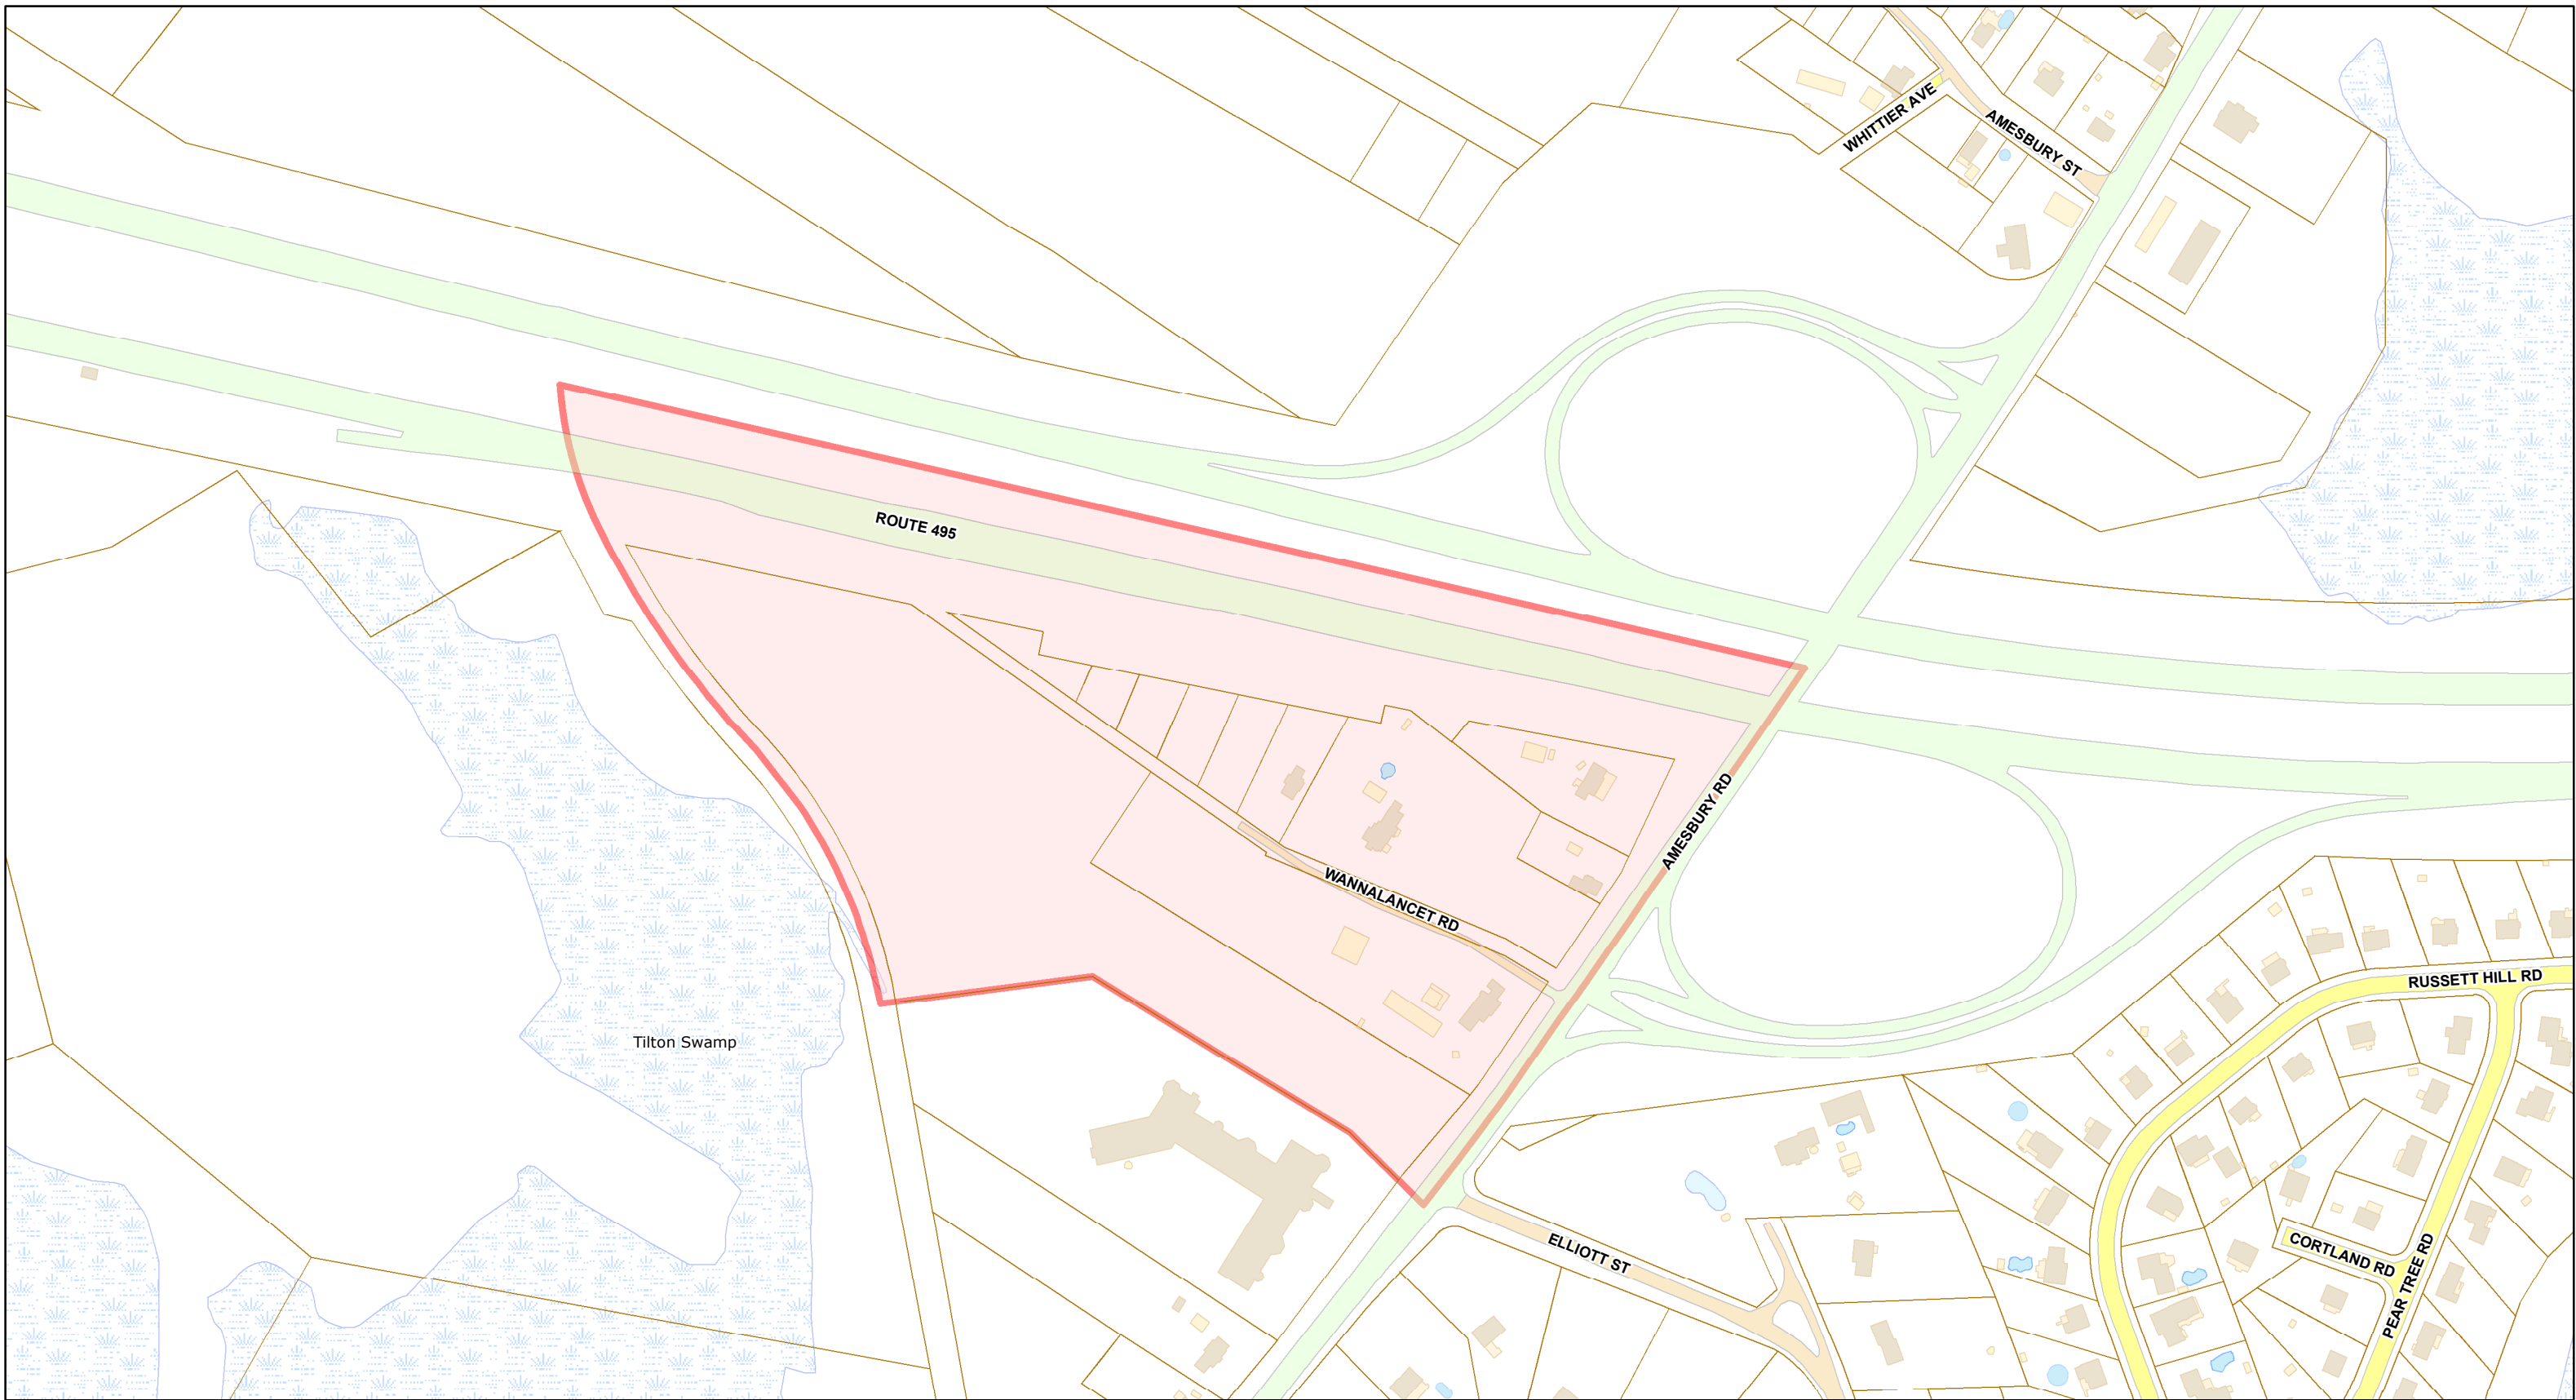 WHITTIER AVE
AMESBURY ST
ROUTE 495
AMESBURY RD
WANNALANCET RD
RUSSETT HILL RD
Tilton Swamp
ELLIOTT ST
CORTLAND RD
PEAR TREE RD